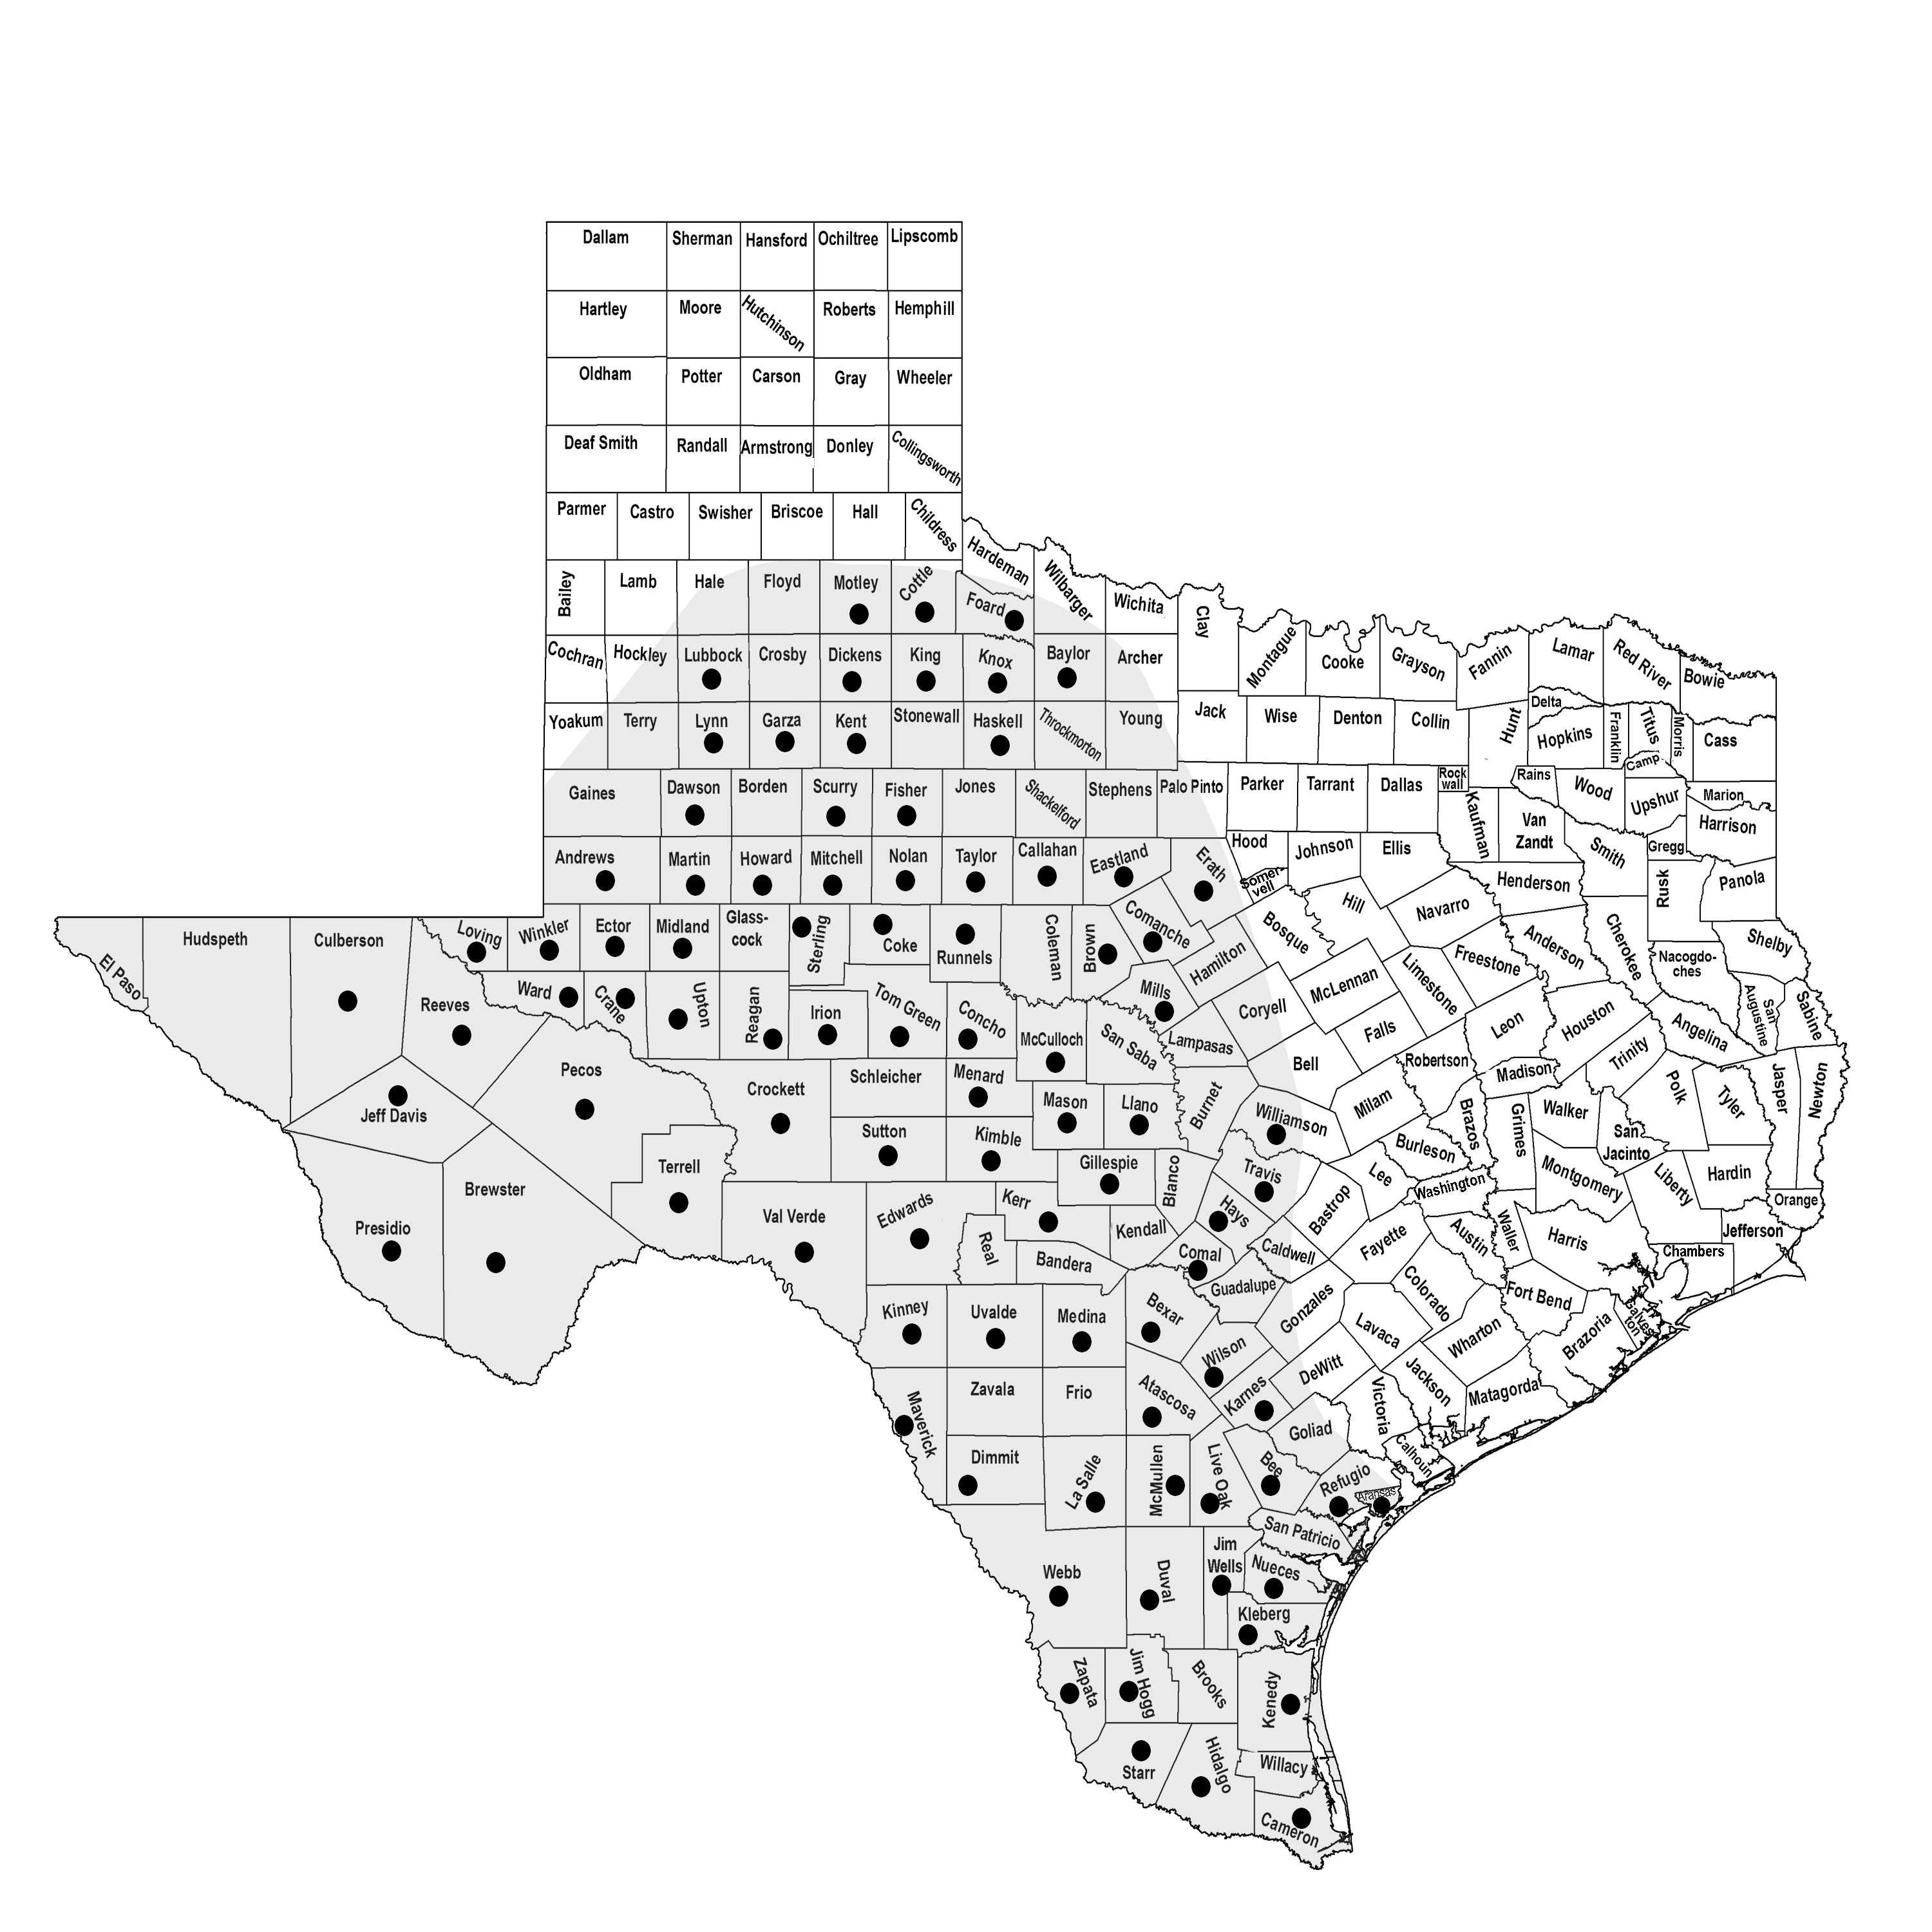 Dallam
Sherman
Hansford
Ochiltree
Lipscomb
Hartley
Moore
Hutchinson
Roberts
Hemphill
Oldham
Potter
Carson
Gray
Wheeler
Deaf Smith
Randall
Armstrong
Donley
Collingsworth
Parmer
Castro
Swisher
Briscoe
Hall
Childress
Hardeman
Bailey
Lamb
Hale
Floyd
Motley
Cottle
Foard
Wilbarger
Wichita
Clay
Montague
Cooke
Grayson
Fannin
Lamar
Red River
Bowie
Cochran
Hockley
Lubbock
Crosby
Dickens
King
Knox
Baylor
Archer
Yoakum
Terry
Lynn
Garza
Kent
Stonewall
Haskell
Throckmorton
Young
Jack
Wise
Denton
Collin
Hunt
Delta
Hopkins
Franklin
Titus
Morris
Cass
Camp
Gaines
Dawson
Borden
Scurry
Fisher
Jones
Shackelford
Stephens
Palo Pinto
Parker
Tarrant
Dallas
Rock
wall
Kaufman
Rains
Wood
Upshur
Marion
Van
Zandt
Harrison
Andrews
Martin
Howard
Mitchell
Nolan
Taylor
Callahan
Eastland
Erath
Hood
Somer-
vell
Johnson
Ellis
Henderson
Smith
Gregg
Rusk
Panola
El Paso
Hudspeth
Culberson
Loving
Winkler
Ector
Midland
Glass-
cock
Sterling
Coke
Runnels
Coleman
Brown
Comanche
Hamilton
Bosque
Hill
Navarro
Freestone
Anderson
Cherokee
Nacogdo-
ches
Shelby
Reeves
Ward
Crane
Upton
Reagan
Irion
Tom Green
Concho
McCulloch
San Saba
Mills
Lampasas
Coryell
McLennan
Limestone
Falls
Leon
Houston
Angelina
San
Augustine
Sabine
Jeff Davis
Pecos
Crockett
Schleicher
Menard
Mason
Llano
Burnet
Bell
Williamson
Milam
Robertson
Madison
Brazos
Grimes
Walker
Trinity
Polk
Tyler
Jasper
Newton
San
Jacinto
Presidio
Brewster
Terrell
Sutton
Kimble
Gillespie
Blanco
Travis
Hays
Bastrop
Lee
Burleson
Washington
Montgomery
Liberty
Hardin
Orange
Val Verde
Edwards
Kerr
Real
Kendall
Bandera
Comal
Caldwell
Guadalupe
Fayette
Austin
Waller
Harris
Jefferson
Chambers
Kinney
Uvalde
Medina
Bexar
Wilson
Gonzales
Lavaca
Colorado
Wharton
Fort Bend
Brazoria
Galves
ton
Maverick
Zavala
Frio
Atascosa
Karnes
DeWitt
Victoria
Jackson
Matagorda
Calhoun
Goliad
Dimmit
La Salle
McMullen
Live Oak
Bee
Refugio
Aransas
San Patricio
Webb
Duval
Jim
Wells
Nueces
Kleberg
Zapata
Jim Hogg
Brooks
Kenedy
Starr
Hidalgo
Willacy
Cameron